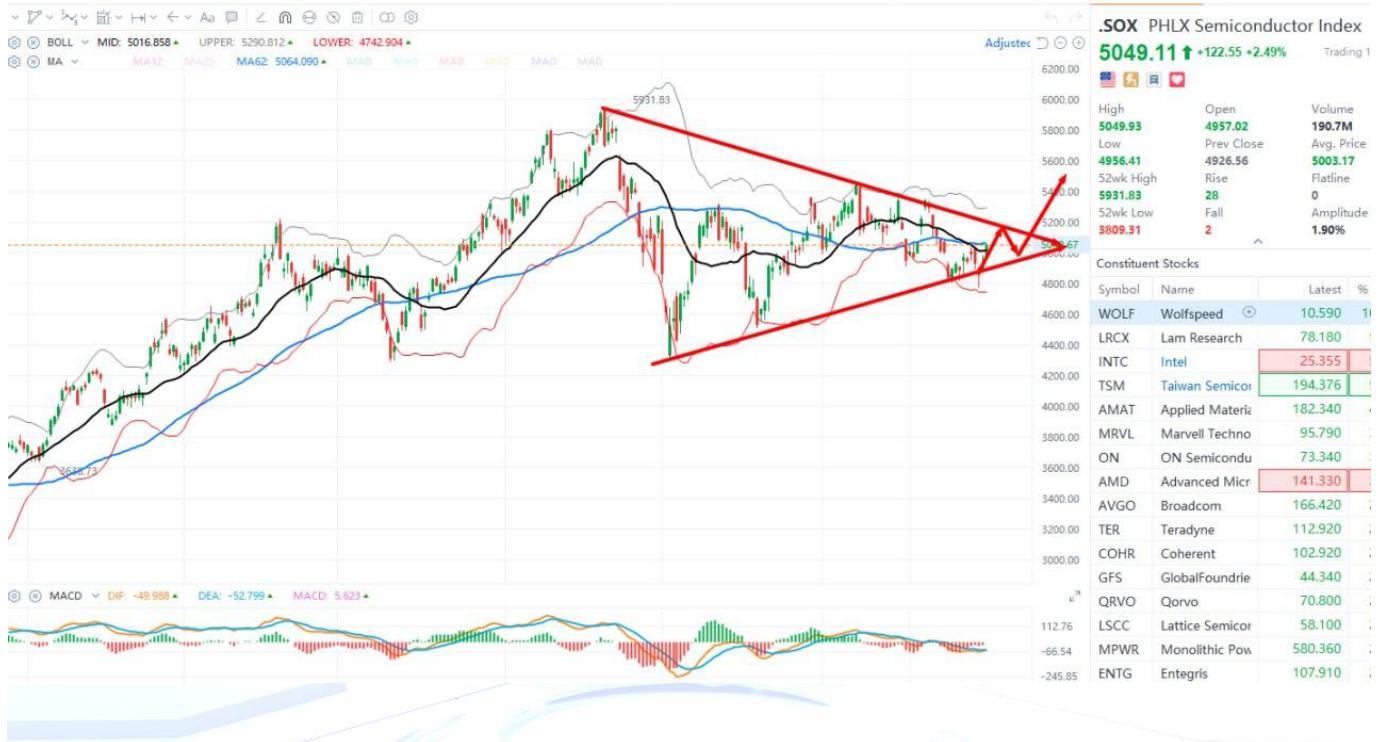 Aa
BOLL MID: 5016.858 UPPER: 5290.812 LOWER: 4742.904
Adjusted
MA MA12 MA62: 5064.090 MA0 MA0 MA0 MA0 MA0 MA0
6200.00
6000.00
5931.83
5800.00
5600.00
5200.00
4800.00
4600.00
4400.00
4200.00
4000.00
3800.00
3600.00
3400.00
3200.00
3000.00
MACD DIF: -49.988 DEA: -52.799 MACD: 5.623
112.76
-66.54
-245.85
.SOX PHLX Semiconductor Index
5049.11 +122.55 +2.49% Trading 1
High Open Volume
5049.93 4957.02 190.7M
Low Prev Close Avg. Price
4956.41 4926.56 5003.17
52wk High Rise Flatline
5931.83 28 0
52wk Low Fall Amplitude
3809.31 2 1.90%
Constituent Stocks
Symbol Name Latest %
WOLF Wolfspeed 10.590
LRCX Lam Research 78.180
INTC Intel 25.355
TSM Taiwan Semicor 194.376
AMAT Applied Materia 182.340
MRVL Marvell Techno 95.790
ON ON Semicondu 73.340
AMD Advanced Micr 141.330
AVGO Broadcom 166.420
TER Teradyne 112.920
COHR Coherent 102.920
GFS GlobalFoundrie 44.340
QRVO Qorvo 70.800
LSCC Lattice Semicor 58.100
MPWR Monolithic Pow 580.360
ENTG Entegris 107.910